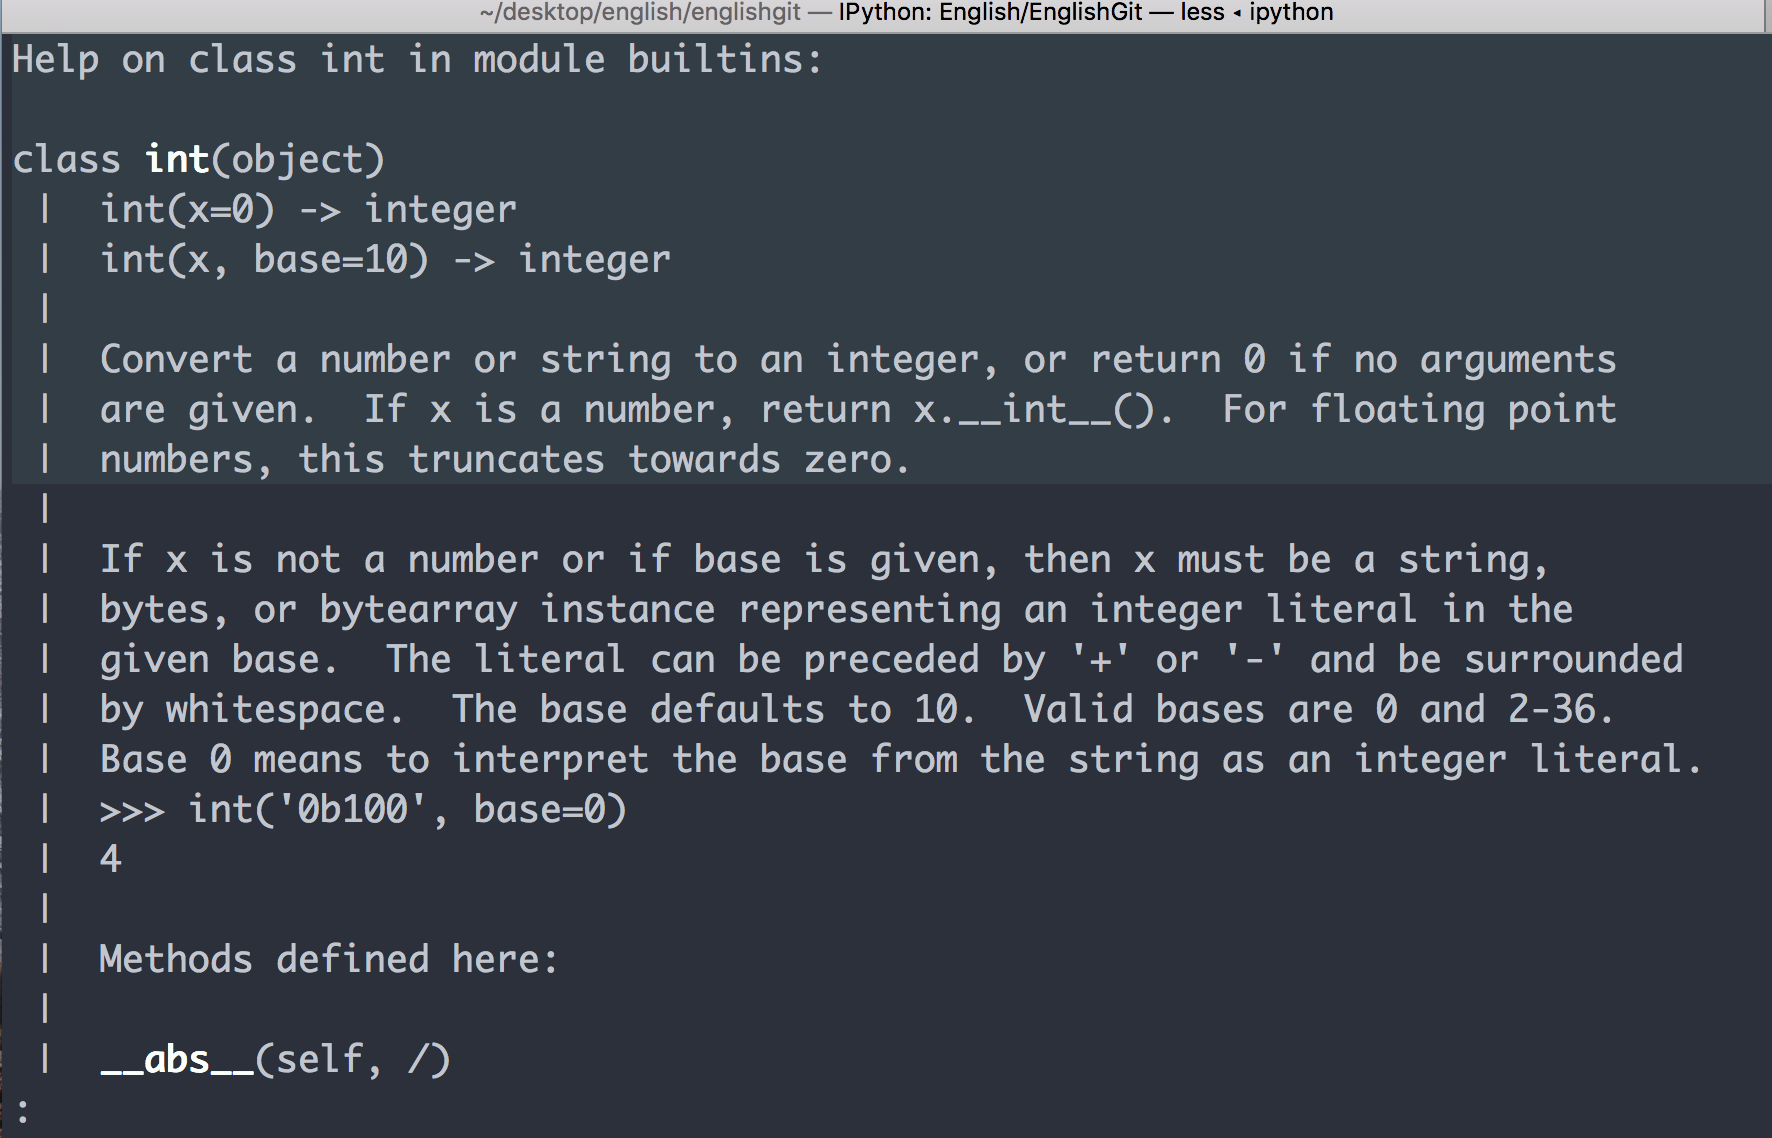 ~/desktop/english/englishgit — IPython: English/EnglishGit — less ◂ ipython
Help on class int in module builtins:
class int(object)
 |  int(x=0) -> integer
 |  int(x, base=10) -> integer
 |
 |  Convert a number or string to an integer, or return 0 if no arguments
 |  are given.  If x is a number, return x.__int__().  For floating point
 |  numbers, this truncates towards zero.
 |
 |  If x is not a number or if base is given, then x must be a string,
 |  bytes, or bytearray instance representing an integer literal in the
 |  given base.  The literal can be preceded by '+' or '-' and be surrounded
 |  by whitespace.  The base defaults to 10.  Valid bases are 0 and 2-36.
 |  Base 0 means to interpret the base from the string as an integer literal.
 |  >>> int('0b100', base=0)
 |  4
 |
 |  Methods defined here:
 |
 |  __abs__(self, /)
: